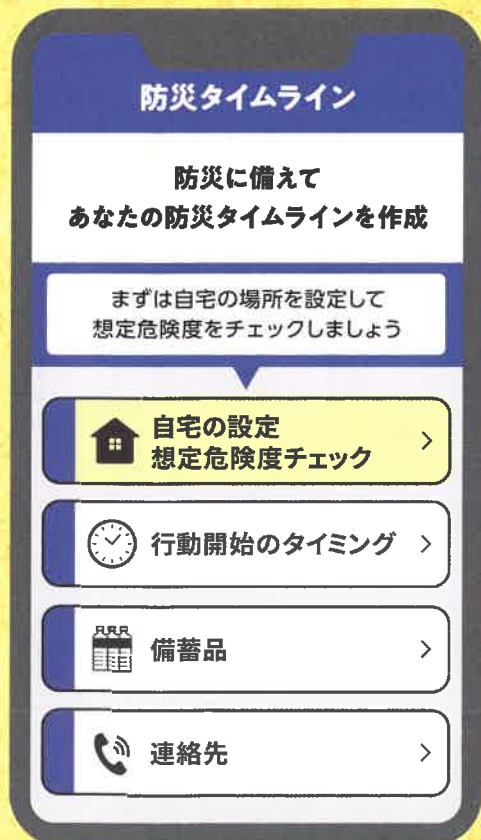 防災タイムライン
防災に備えて
あなたの防災タイムラインを作成
まずは自宅の場所を設定して
想定危険度をチェックしましょう
自宅の設定
想定危険度チェック
行動開始のタイミング
備蓄品
連絡先